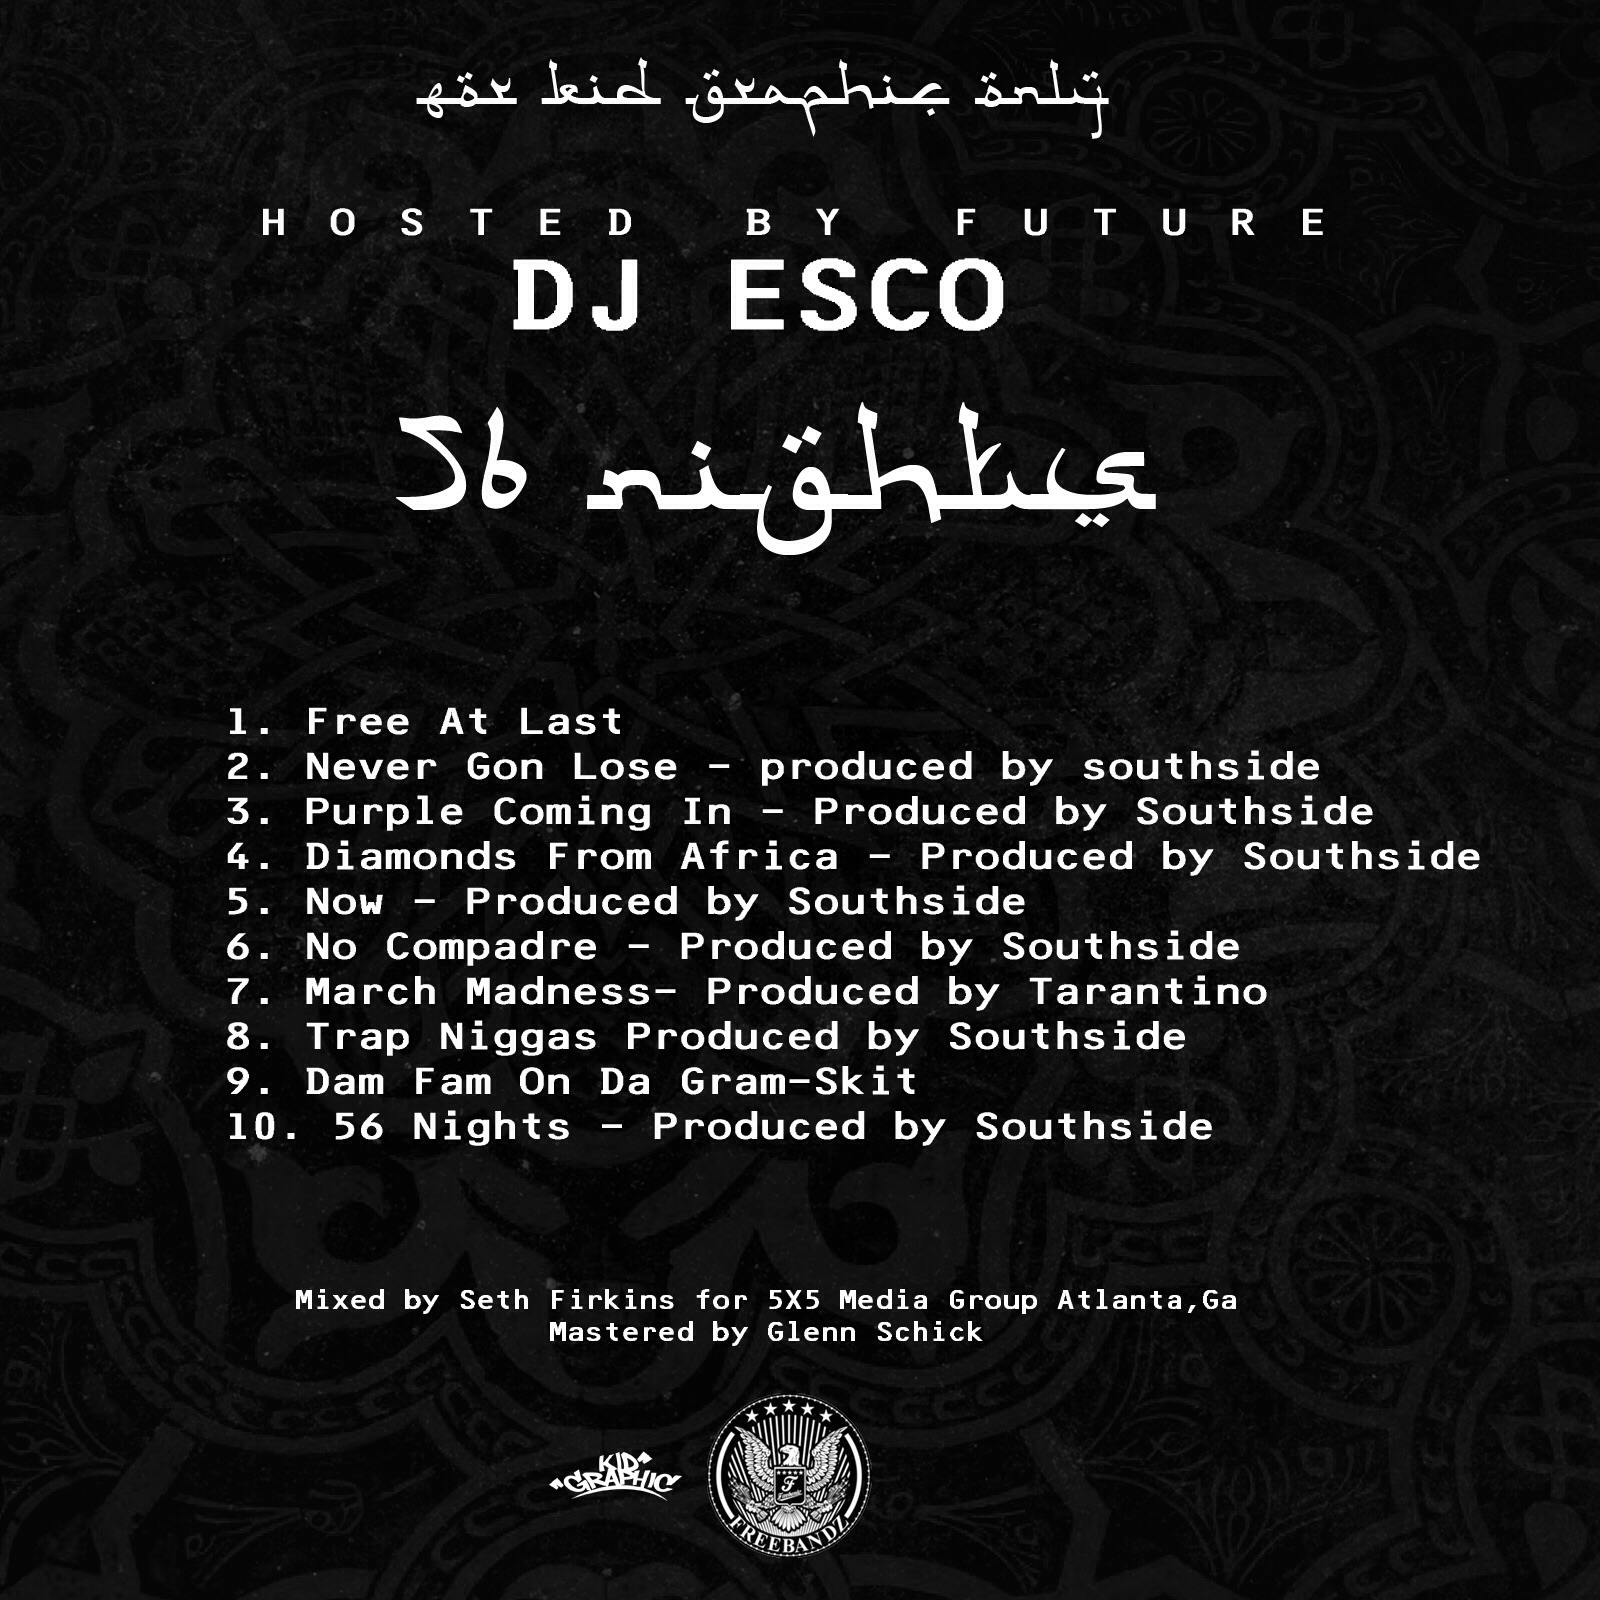 for kid graphic only
HOSTED BY FUTURE
DJ ESCO
56 nights
1. Free At Last
2. Never Gon Lose - produced by southside
3. Purple Coming In - Produced by Southside
4. Diamonds From Africa - Produced by Southside
5. Now - Produced by Southside
6. No Compadre - Produced by Southside
7. March Madness- Produced by Tarantino
8. Trap Niggas Produced by Southside
9. Dam Fam On Da Gram-Skit
10. 56 Nights - Produced by Southside
Mixed by Seth Firkins for 5X5 Media Group Atlanta,Ga
Mastered by Glenn Schick
KID
GRAPHIC
F
FREEBANDZ